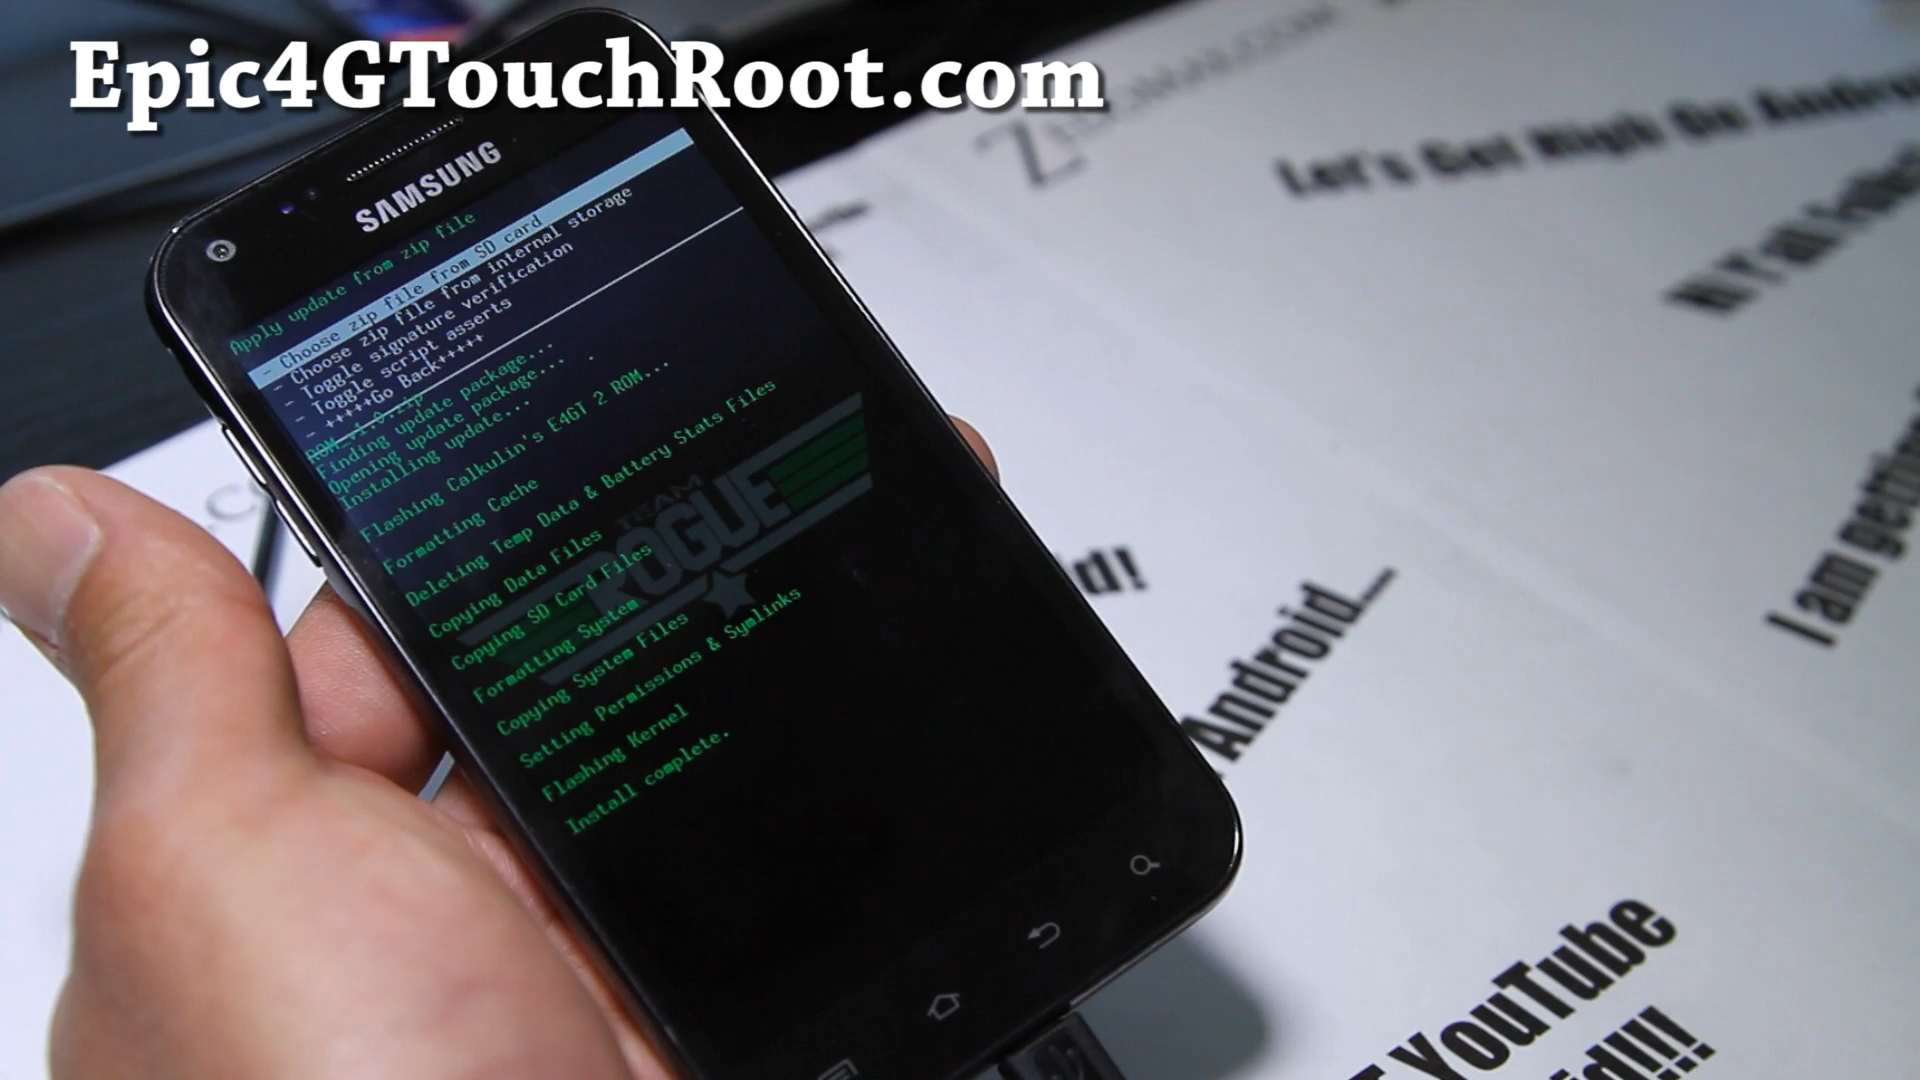 Epic4GTouchRoot.com
SAMSUNG
Apply update from zip file
- Choose zip file from SD card
- Choose zip file from internal storage
- Toggle signature verification
- Toggle script asserts
- +++++Go Back+++++
Finding update package...
Opening update package...
Installing update...
Flashing Calkulin's E4GT 2 ROM...
Formatting Cache
Deleting Temp Data & Battery Stats Files
Copying Data Files
Copying SD Card Files
Formatting System
Copying System Files
Setting Permissions & Symlinks
Flashing Kernel
Install complete.
TEAM
ROGUE
Let's Get High On
Hi Y'all
I am
Android...
YouTube